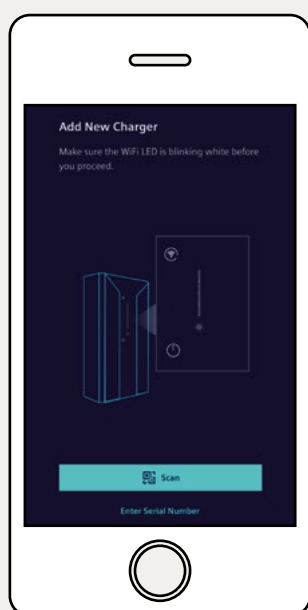 Add New Charger
Make sure the WiFi LED is blinking white before
you proceed.
Scan
Enter Serial Number